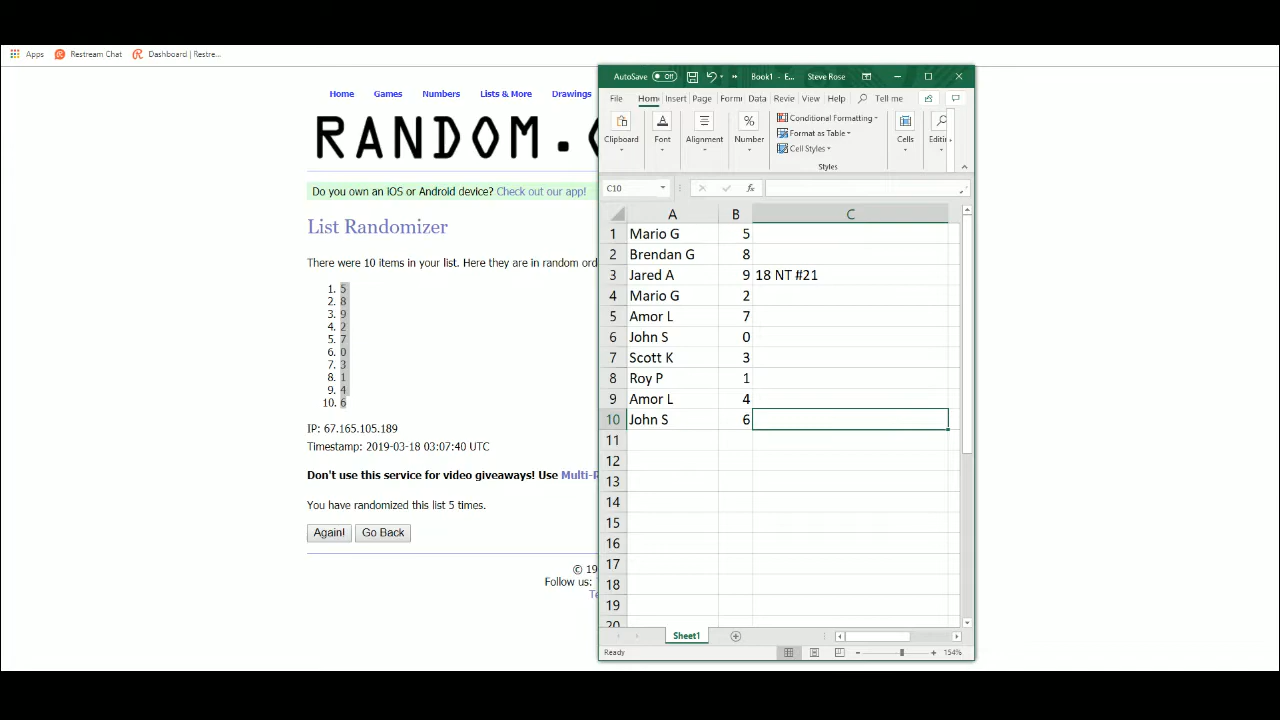 Apps Restream Chat Dashboard (Restre...
Home Games Numbers Lists & More Drawings
RANDOM.
Do you own an iOS or Android device? Check out our app!
List Randomizer
There were 10 items in your list. Here they are in random ord
1. 5
2. 8
3. 9
4. 2
5. 7
6. 0
7. 3
8. 1
9. 4
10. 6
IP: 67.165.105.189
Timestamp: 2019-03-18 03:07:40 UTC
Don't use this service for video giveaways! Use Multi-R
You have randomized this list 5 times.
Again! Go Back
© 19
Follow us:
Te
AutoSave Off Book1 - E... Steve Rose
File Hom Insert Page Formu Data Revie View Help Tell me
Clipboard Font Alignment Number Conditional Formatting Format as Table Cell Styles Cells Editi
Styles
C10 fx
A B C
1 Mario G 5
2 Brendan G 8
3 Jared A 9 18 NT #21
4 Mario G 2
5 Amor L 7
6 John S 0
7 Scott K 3
8 Roy P 1
9 Amor L 4
10 John S 6
11
12
13
14
15
16
17
18
19
20
Sheet1
Ready 154%